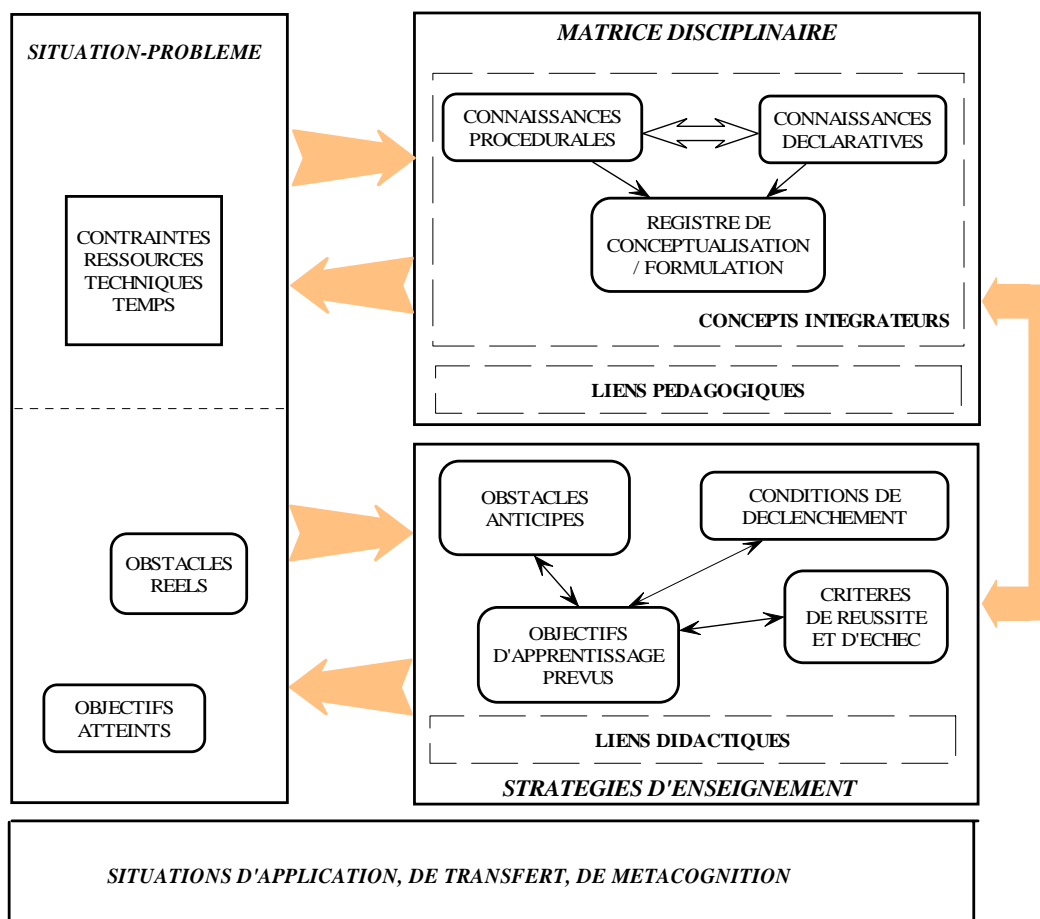 SITUATION-PROBLEME
CONTRAINTES
RESSOURCES
TECHNIQUES
TEMPS
OBSTACLES
REELS
OBJECTIFS
ATTEINTS
MATRICE DISCIPLINAIRE
CONNAISSANCES
PROCEDURALES
CONNAISSANCES
DECLARATIVES
REGISTRE DE
CONCEPTUALISATION
/ FORMULATION
CONCEPTS INTEGRATEURS
LIENS PEDAGOGIQUES
OBSTACLES
ANTICIPES
CONDITIONS DE
DECLENCHEMENT
OBJECTIFS
D'APPRENTISSAGE
PREVUS
CRITERES
DE REUSSITE
ET D'ECHEC
LIENS DIDACTIQUES
STRATEGIES D'ENSEIGNEMENT
SITUATIONS D'APPLICATION, DE TRANSFERT, DE METACOGNITION